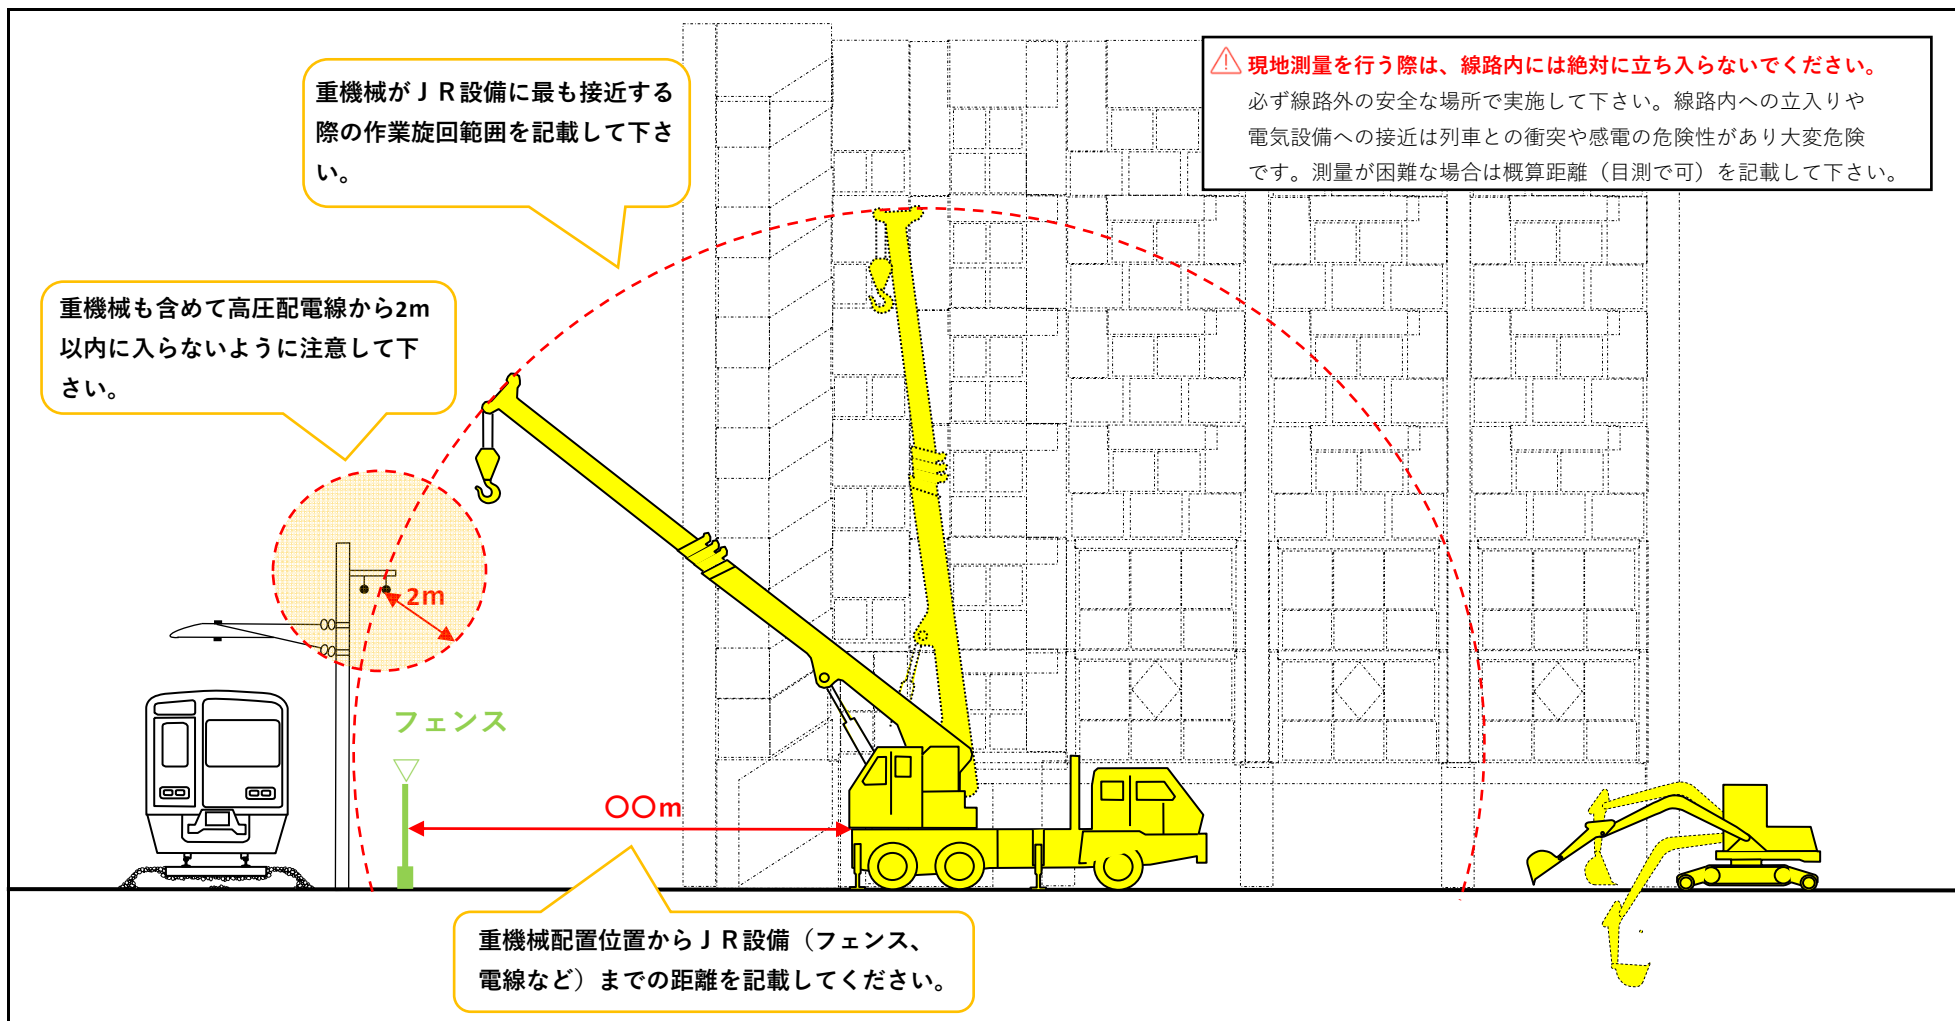 ⚠ 現地測量を行う際は、線路内には絶対に立ち入らないでください。
必ず線路外の安全な場所で実施して下さい。線路内への立入りや
電気設備への接近は列車との衝突や感電の危険性があり大変危険
です。測量が困難な場合は概算距離（目測で可）を記載して下さい。
重機械がＪＲ設備に最も接近する
際の作業旋回範囲を記載して下さ
い。
重機械も含めて高圧配電線から2m
以内に入らないように注意して下
さい。
2m
フェンス
〇〇m
重機械配置位置からＪＲ設備（フェンス、
電線など）までの距離を記載してください。